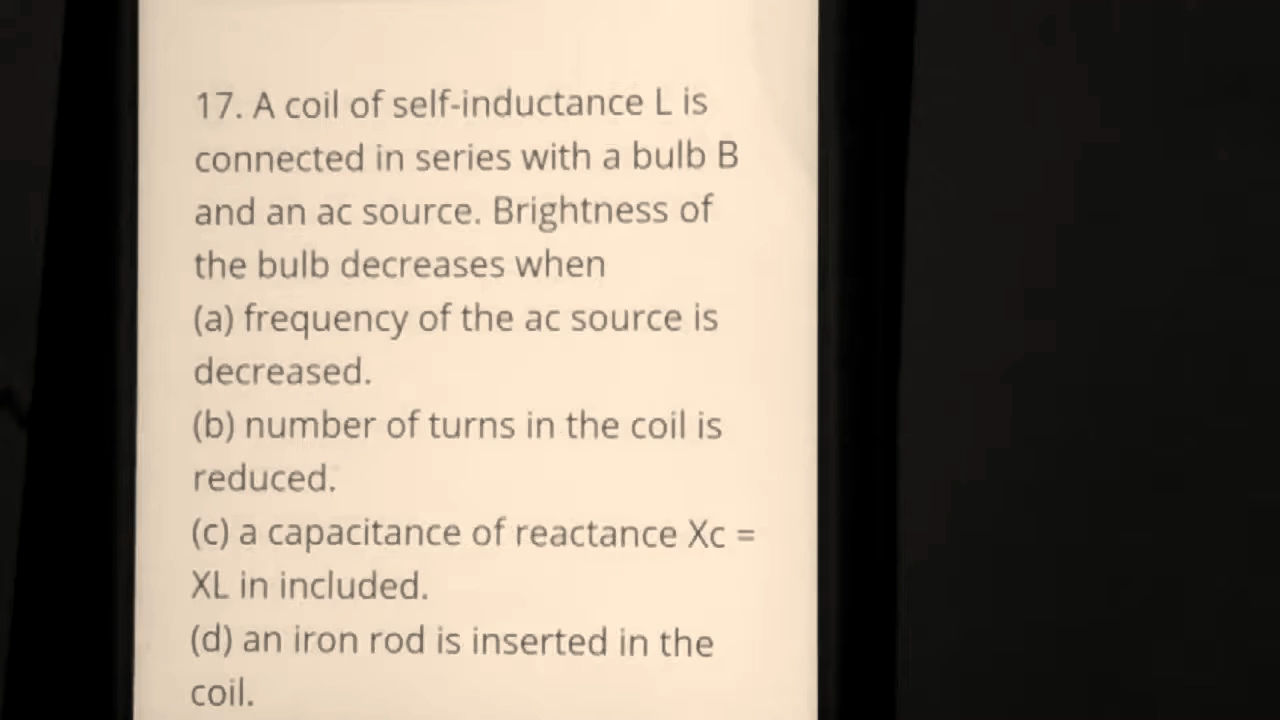 17. A coil of self-inductance L is
connected in series with a bulb B
and an ac source. Brightness of
the bulb decreases when
(a) frequency of the ac source is
decreased.
(b) number of turns in the coil is
reduced.
(c) a capacitance of reactance Xc =
XL in included.
(d) an iron rod is inserted in the
coil.